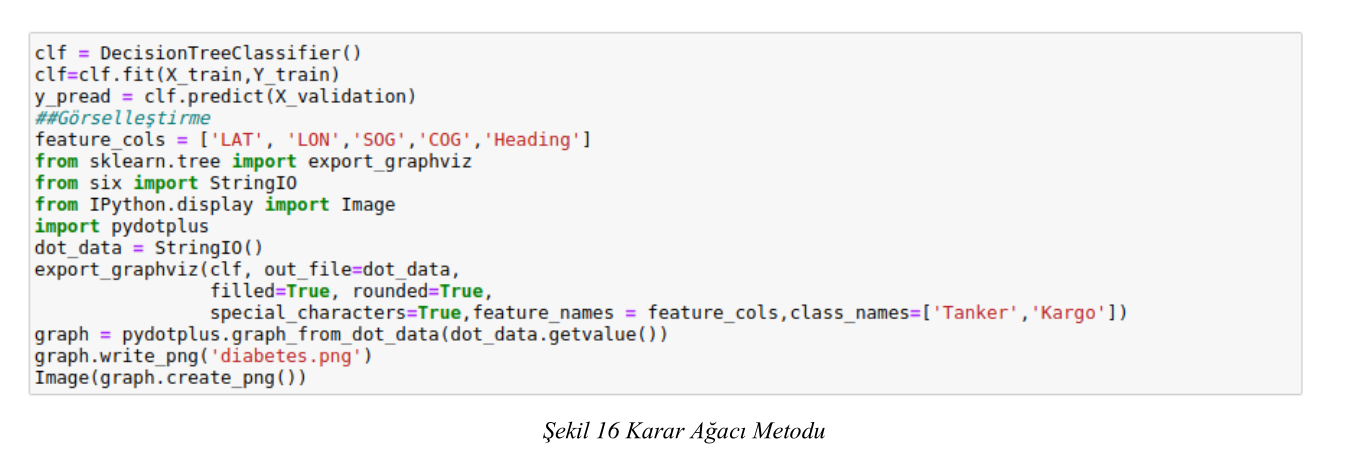 clf = DecisionTreeClassifier()
clf=clf.fit(X_train,Y_train)
y_pread = clf.predict(X_validation)
##Görselleştirme
feature_cols = ['LAT', 'LON','SOG','COG','Heading']
from sklearn.tree import export_graphviz
from six import StringIO
from IPython.display import Image
import pydotplus
dot_data = StringIO()
export_graphviz(clf, out_file=dot_data,
                filled=True, rounded=True,
                special_characters=True,feature_names = feature_cols,class_names=['Tanker','Kargo'])
graph = pydotplus.graph_from_dot_data(dot_data.getvalue())
graph.write_png('diabetes.png')
Image(graph.create_png())
Şekil 16 Karar Ağacı Metodu